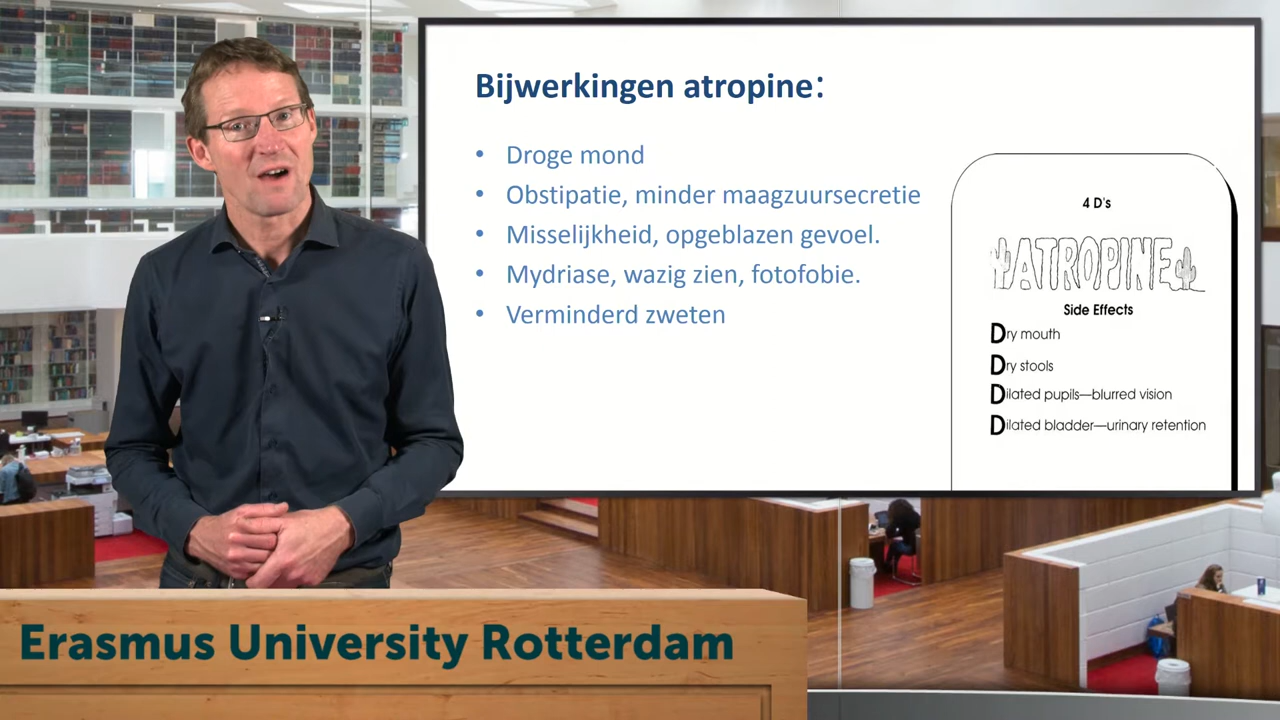 Bijwerkingen atropine:
• Droge mond
• Obstipatie, minder maagzuursecretie
• Misselijkheid, opgeblazen gevoel.
• Mydriase, wazig zien, fotofobie.
• Verminderd zweten
4 D's
ATROPINE
Side Effects
Dry mouth
Dry stools
Dilated pupils—blurred vision
Dilated bladder—urinary retention
Erasmus University Rotterdam